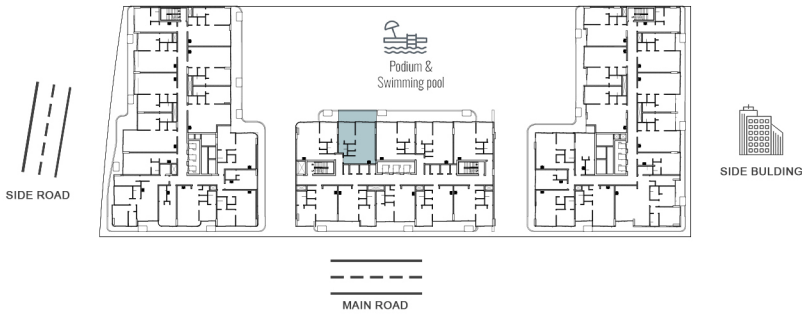 Podium &
Swimming pool
SIDE ROAD
SIDE BULDING
MAIN ROAD